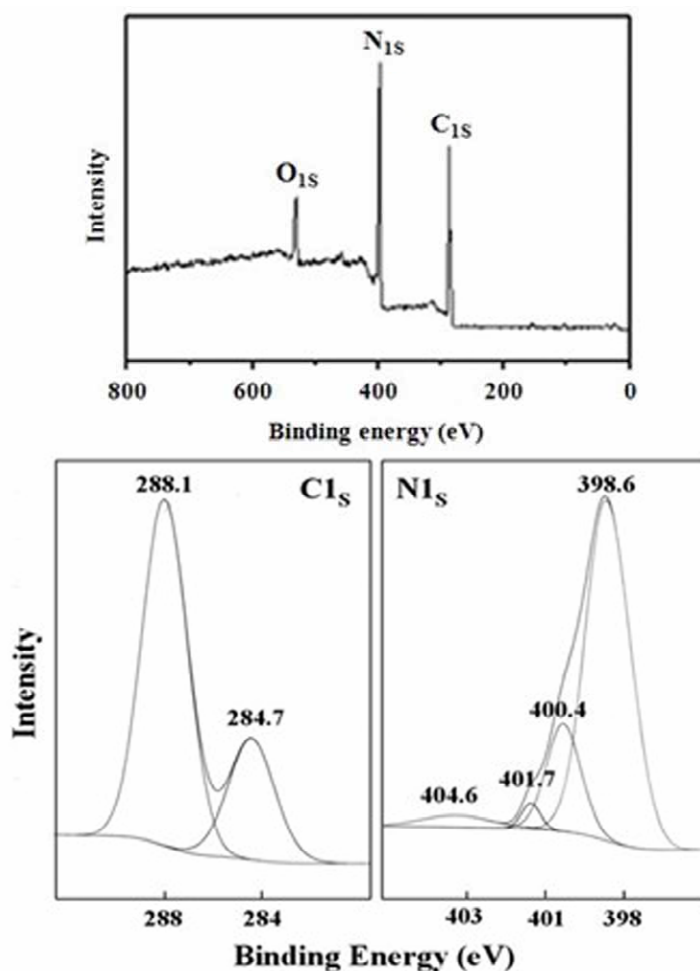 N1S
C1S
O1S
Intensity
800 600 400 200 0
Binding energy (eV)
288.1 C1S
284.7
N1S 398.6
400.4
401.7
404.6
Intensity
288 284
403 401 398
Binding Energy (eV)